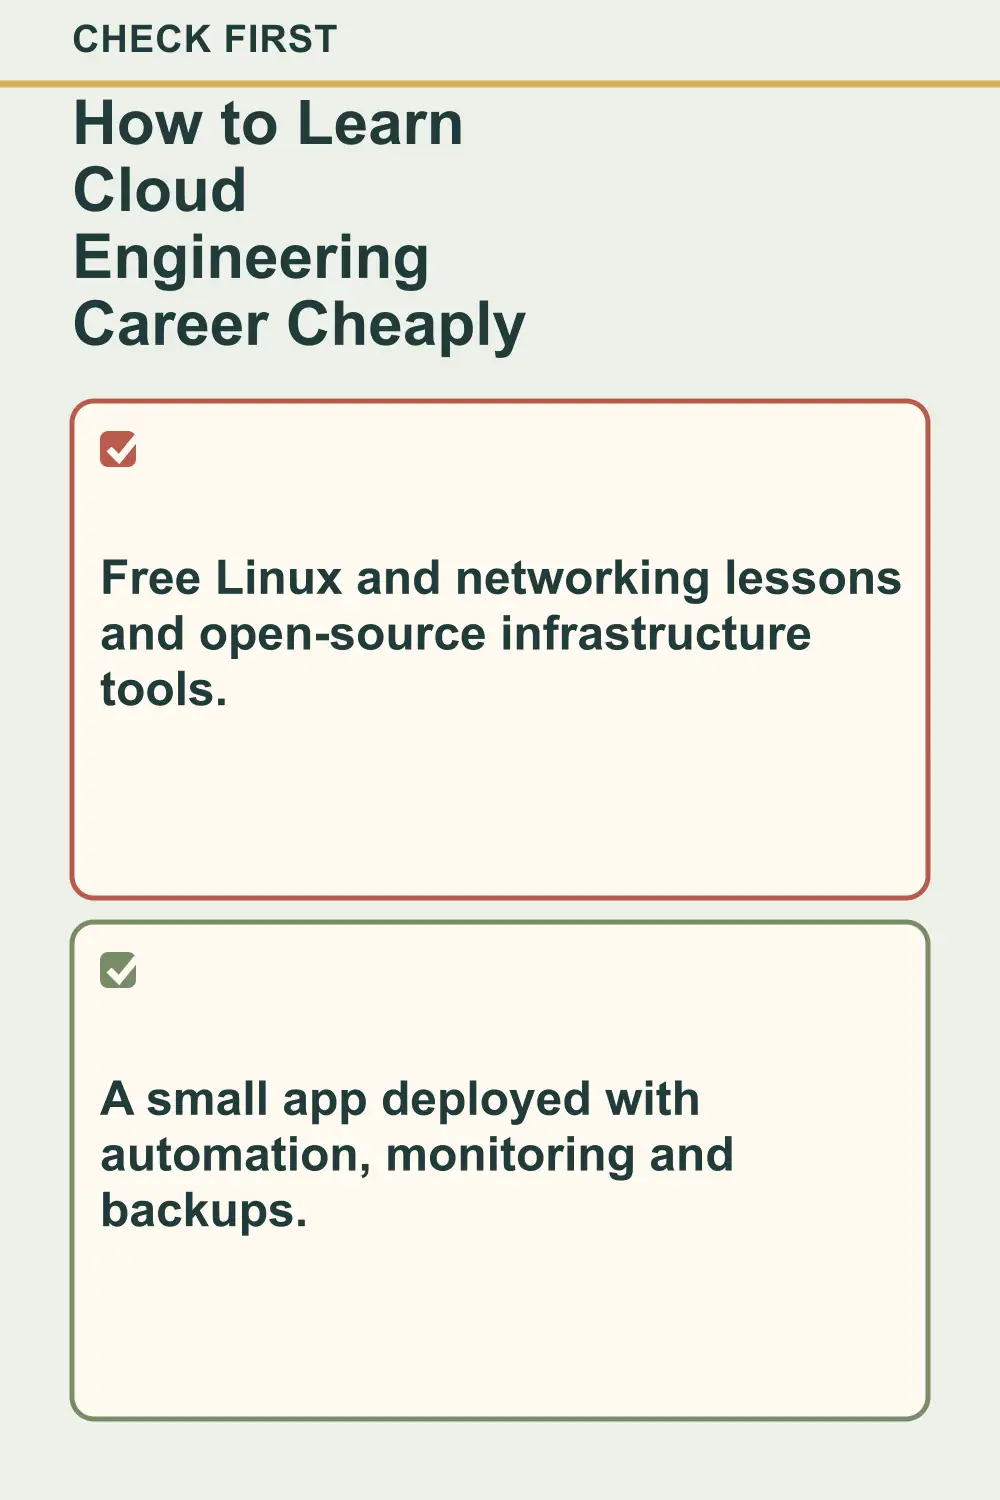 CHECK FIRST
How to Learn
Cloud
Engineering
Career Cheaply
Free Linux and networking lessons
and open-source infrastructure
tools.
A small app deployed with
automation, monitoring and
backups.